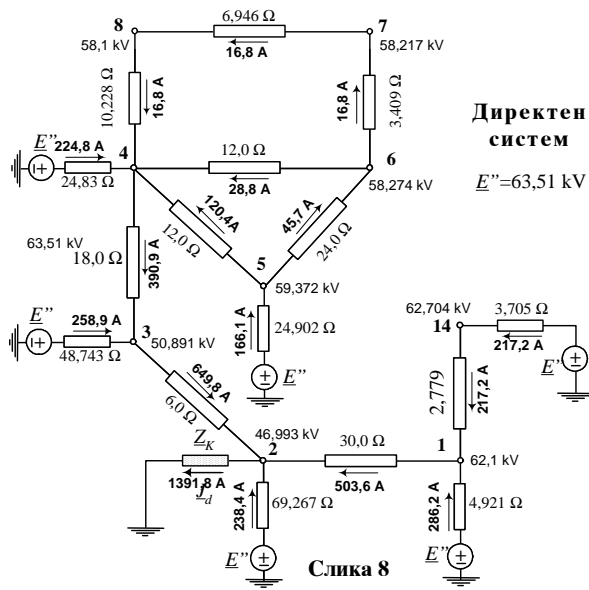 8
6,946 Ω
7
58,1 kV
16,8 A
58,217 kV
10,228 Ω
16,8 A
16,8 A
3,409 Ω
Директен
систем
E''=63,51 kV
E''
224,8 A
4
12,0 Ω
6
24,83 Ω
28,8 A
58,274 kV
120,4A
45,7 A
63,51 kV
18,0 Ω
390,9 A
12,0 Ω
24,0 Ω
5
59,372 kV
E''
258,9 A
3
50,891 kV
48,743 Ω
166,1 A
24,902 Ω
E''
62,704 kV
3,705 Ω
14
217,2 A
E''
649,8 A
6,0 Ω
2,779
217,2 A
Z_K
46,993 kV
2
30,0 Ω
1
62,1 kV
1391,8 A
J_d
503,6 A
238,4 A
69,267 Ω
286,2 A
4,921 Ω
E''
E''
Слика 8